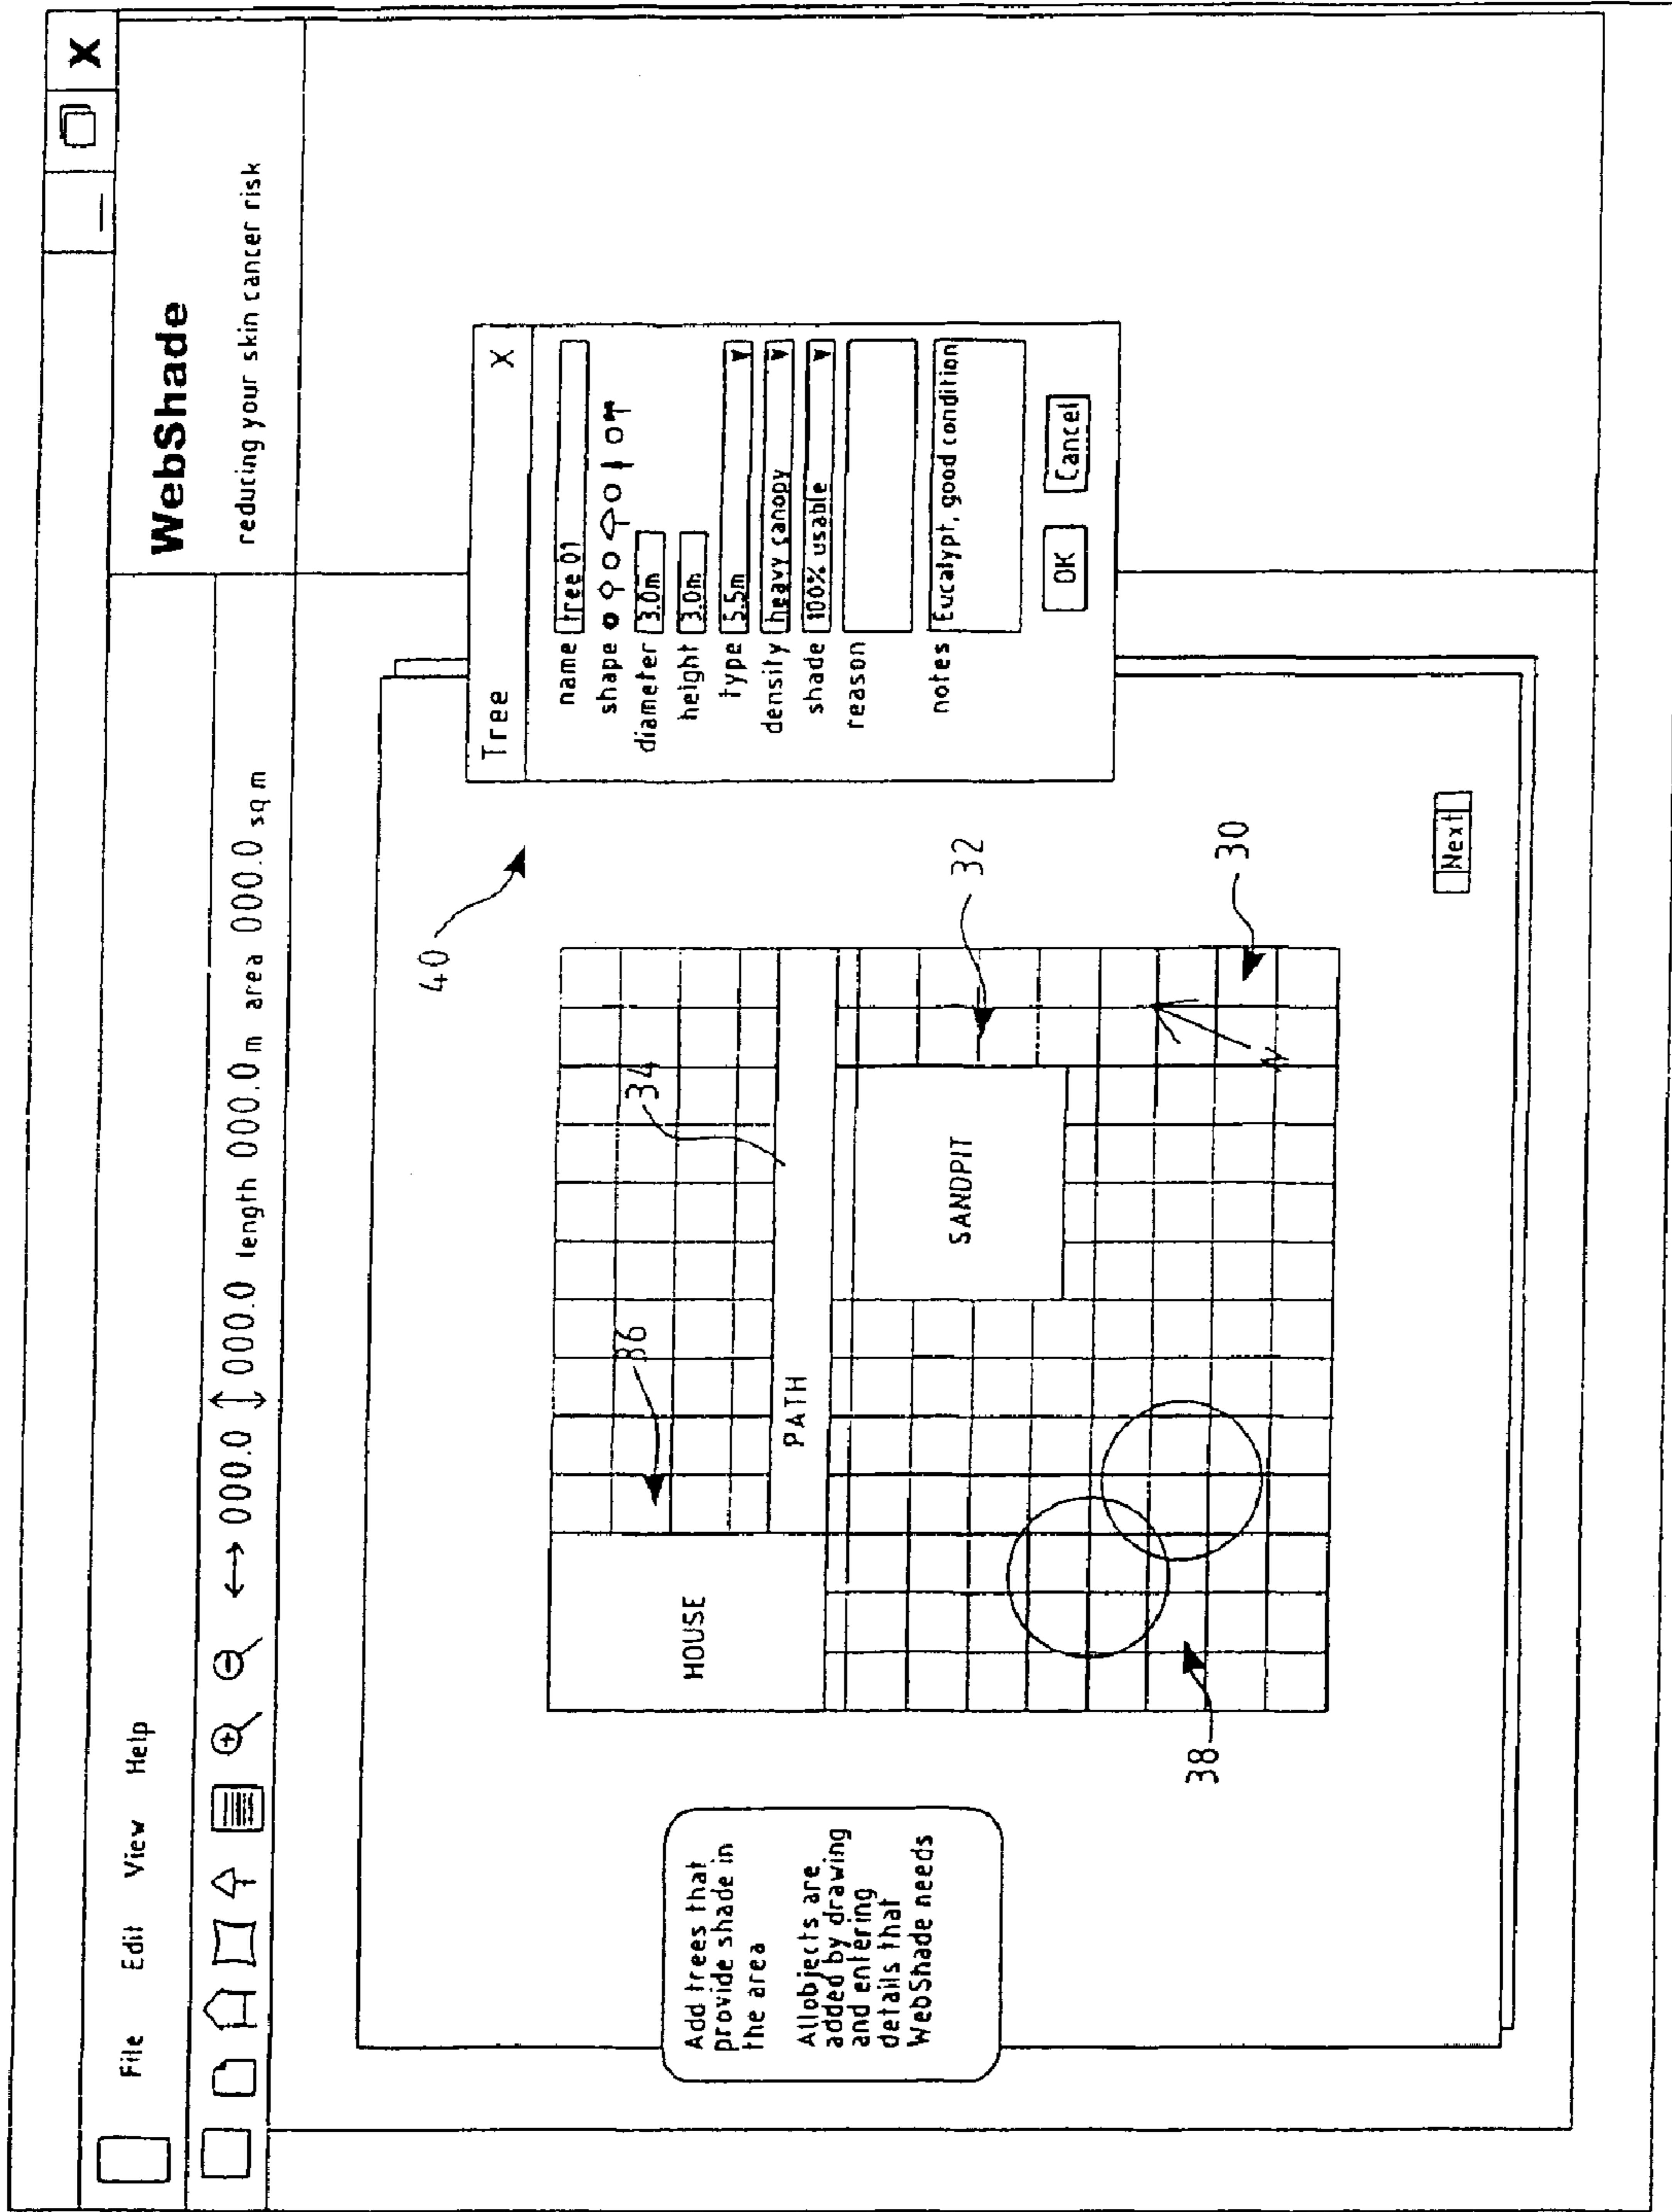 X
WebShade
reducing your skin cancer risk
File Edit View Help
000.0 000.0 length 000.0 m area 000.0 sq m
Add trees that
provide shade in
the area
Allobjects are
added by drawing
and entering
details that
WebShade needs
HOUSE
PATH
SANDPIT
N
36
34
32
30
38
40
Tree X
name tree 01
shape
diameter 3.0m
height 3.0m
type 5.5m
density heavy canopy
shade 100% usable
reason
notes Eucalypt, good condition
OK Cancel
Next